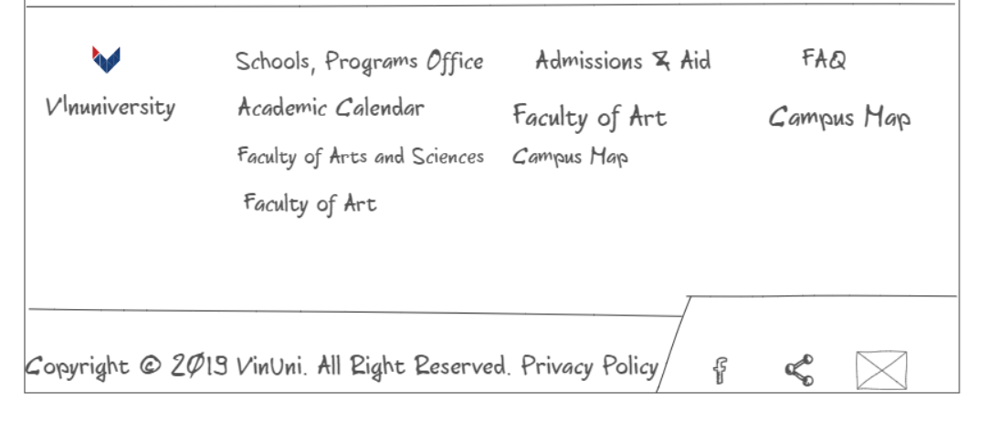 Schools, Programs Office
Admissions & Aid
FAQ
VInuniversity
Academic Calendar
Faculty of Art
Campus Map
Faculty of Arts and Sciences
Campus Map
Faculty of Art
Copyright © 2019 VinUni. All Right Reserved. Privacy Policy